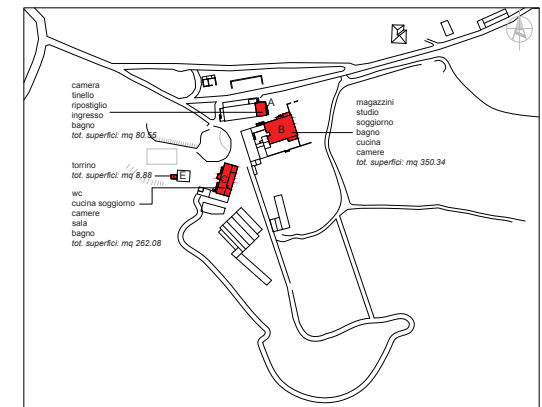 camera
tinello
ripostiglio
ingresso
bagno
tot. superfici: mq 80.55
A
B
magazzini
studio
soggiorno
bagno
cucina
camere
tot. superfici: mq 350.34
torrino
tot. superfici: mq 8,88
E
C
wc
cucina soggiorno
camere
sala
bagno
tot. superfici: mq 262.08